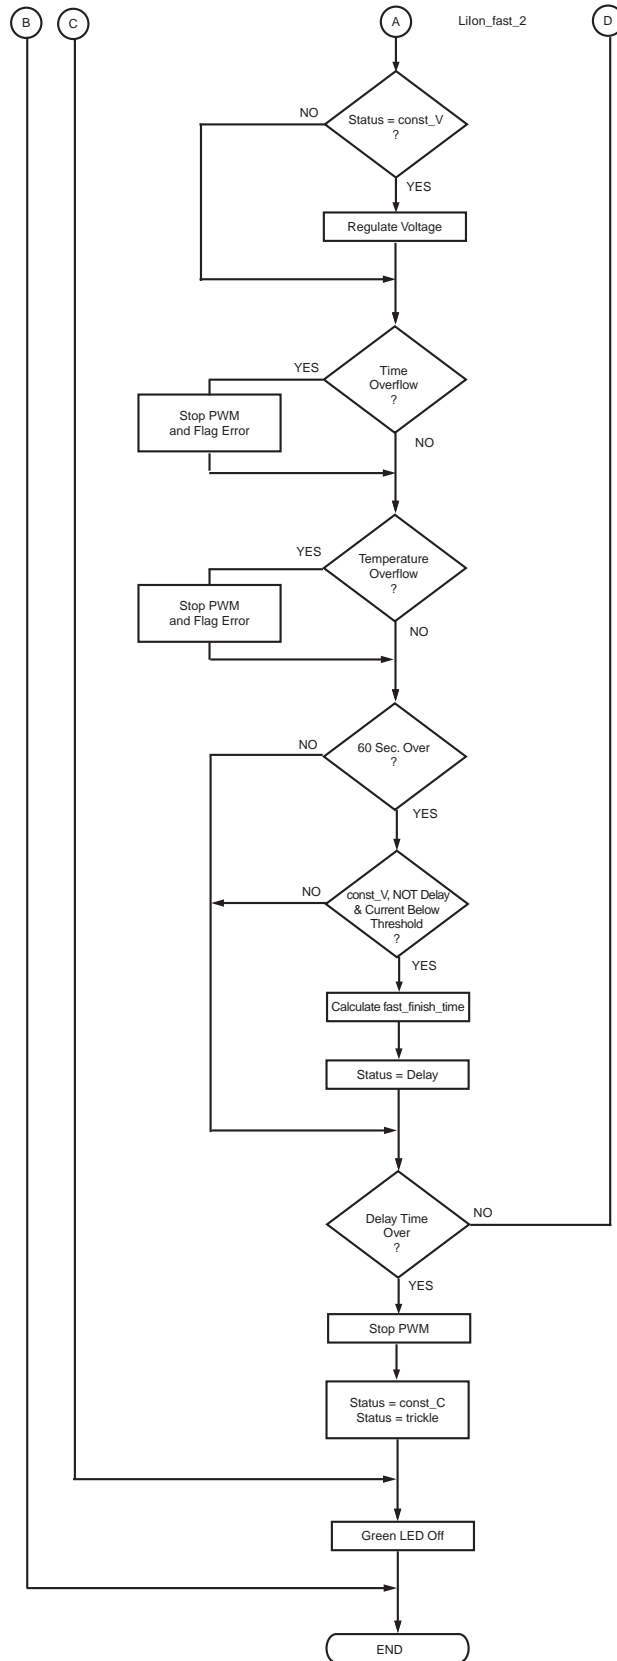 B
C
A
LiIon_fast_2
D
Status = const_V
?
NO
YES
Regulate Voltage
Time
Overflow
?
YES
Stop PWM
and Flag Error
NO
Temperature
Overflow
?
YES
Stop PWM
and Flag Error
NO
60 Sec. Over
?
NO
YES
const_V, NOT Delay
& Current Below
Threshold
?
NO
YES
Calculate fast_finish_time
Status = Delay
Delay Time
Over
?
NO
YES
Stop PWM
Status = const_C
Status = trickle
Green LED Off
END